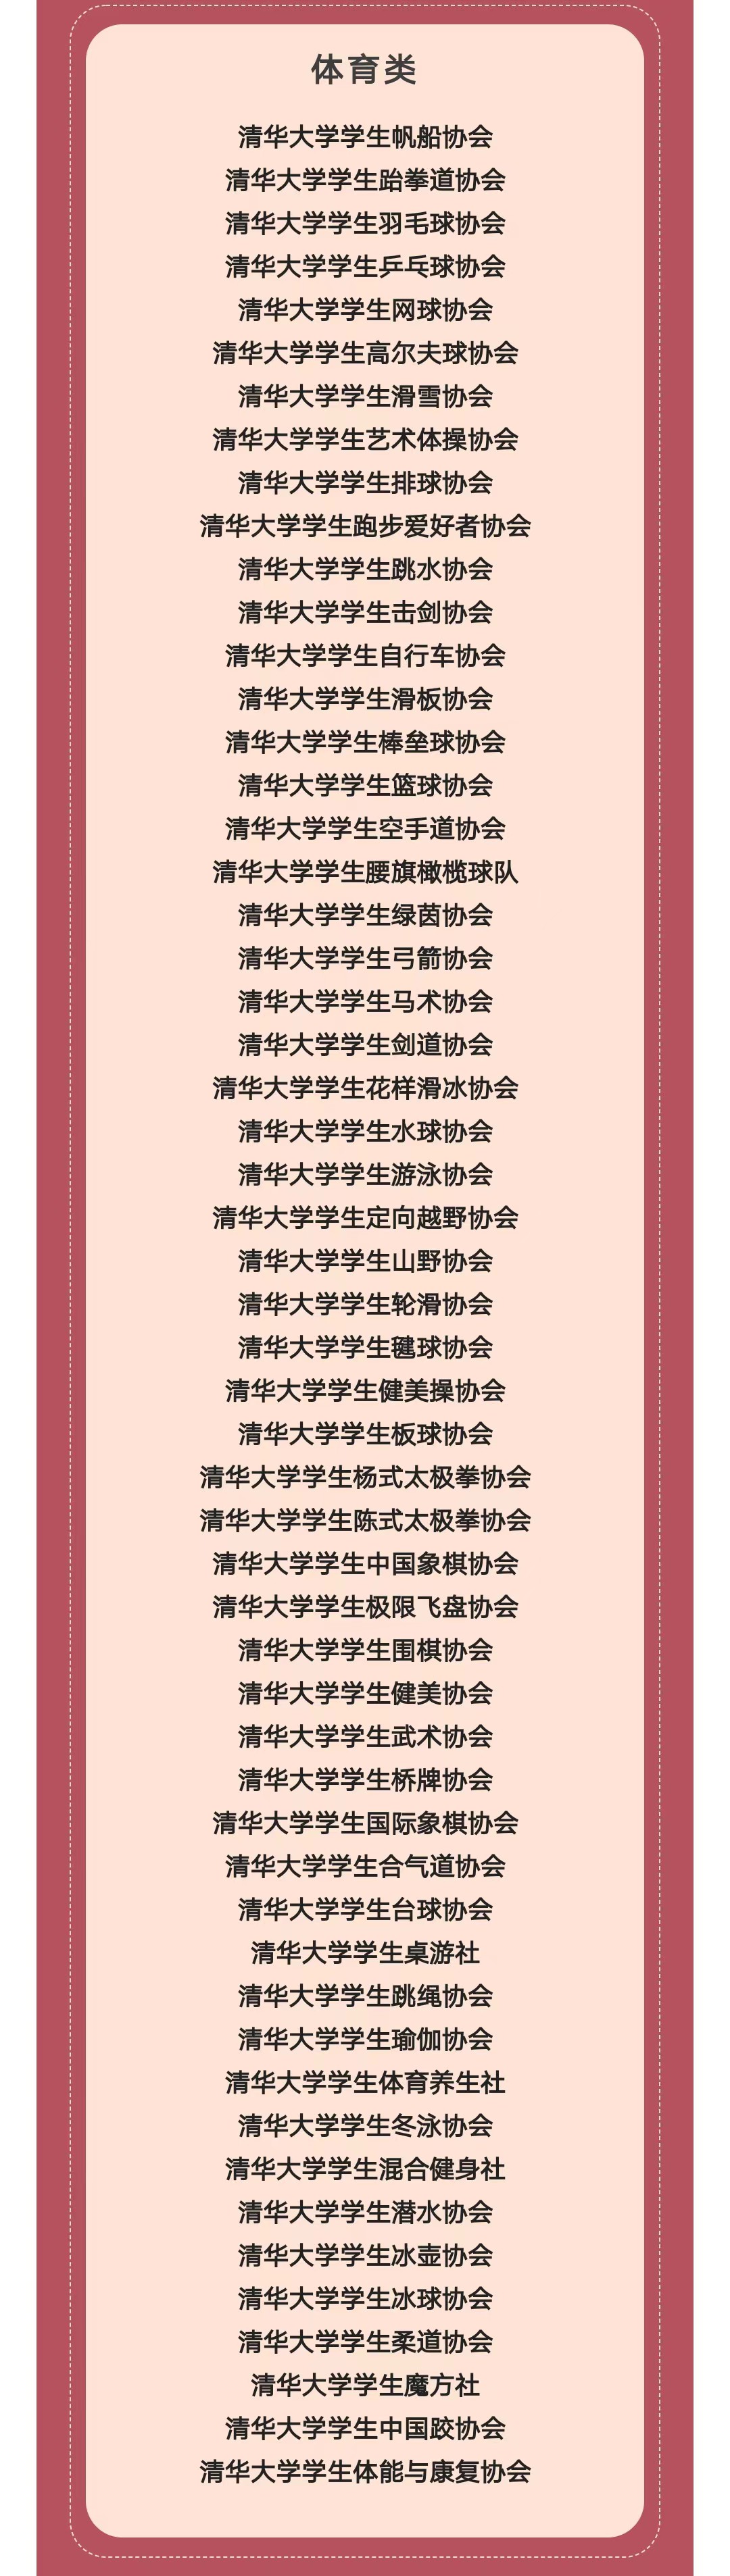 体育类
清华大学学生帆船协会
清华大学学生跆拳道协会
清华大学学生羽毛球协会
清华大学学生乒乓球协会
清华大学学生网球协会
清华大学学生高尔夫球协会
清华大学学生滑雪协会
清华大学学生艺术体操协会
清华大学学生排球协会
清华大学学生跑步爱好者协会
清华大学学生跳水协会
清华大学学生击剑协会
清华大学学生自行车协会
清华大学学生滑板协会
清华大学学生棒垒球协会
清华大学学生篮球协会
清华大学学生空手道协会
清华大学学生腰旗橄榄球队
清华大学学生绿茵协会
清华大学学生弓箭协会
清华大学学生马术协会
清华大学学生剑道协会
清华大学学生花样滑冰协会
清华大学学生水球协会
清华大学学生游泳协会
清华大学学生定向越野协会
清华大学学生山野协会
清华大学学生轮滑协会
清华大学学生毽球协会
清华大学学生健美操协会
清华大学学生板球协会
清华大学学生杨式太极拳协会
清华大学学生陈式太极拳协会
清华大学学生中国象棋协会
清华大学学生极限飞盘协会
清华大学学生围棋协会
清华大学学生健美协会
清华大学学生武术协会
清华大学学生桥牌协会
清华大学学生国际象棋协会
清华大学学生合气道协会
清华大学学生台球协会
清华大学学生桌游社
清华大学学生跳绳协会
清华大学学生瑜伽协会
清华大学学生体育养生社
清华大学学生冬泳协会
清华大学学生混合健身社
清华大学学生潜水协会
清华大学学生冰壶协会
清华大学学生冰球协会
清华大学学生柔道协会
清华大学学生魔方社
清华大学学生中国跤协会
清华大学学生体能与康复协会